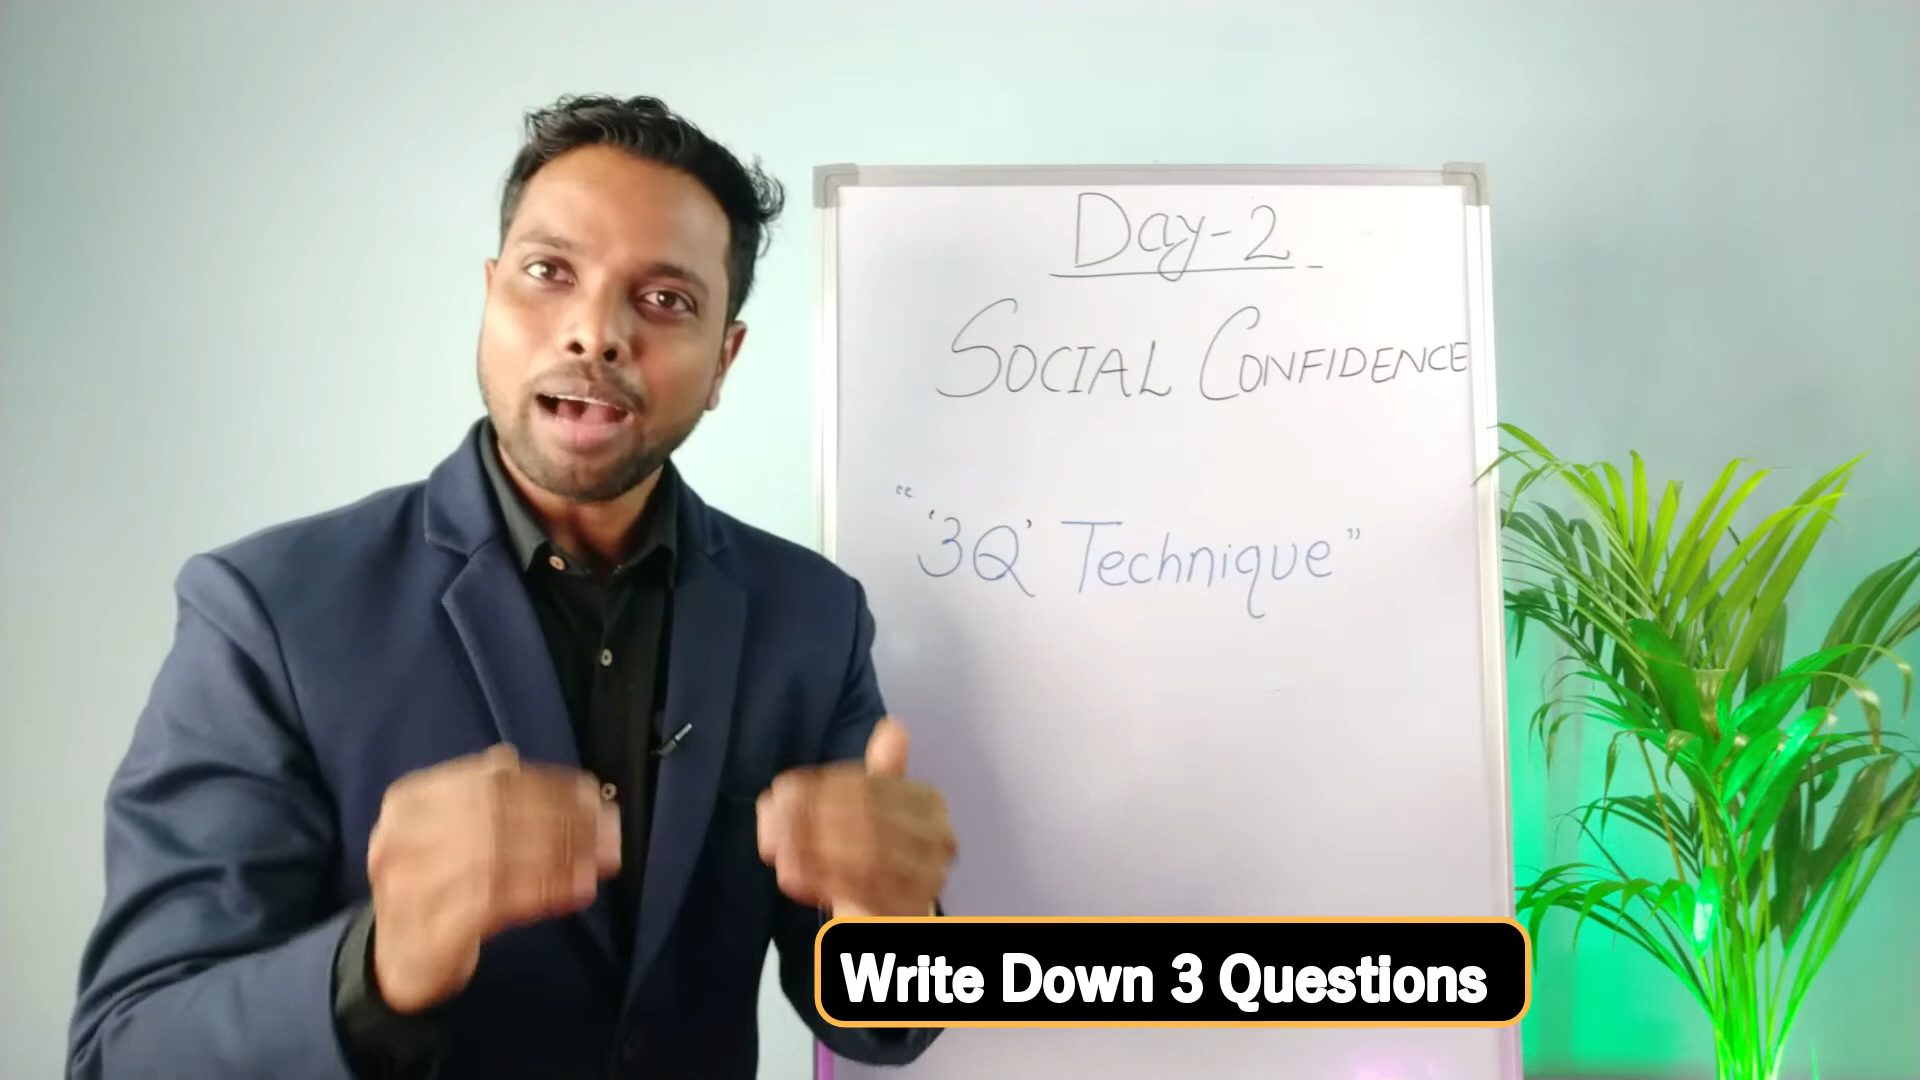 Day-2
SOCIAL CONFIDENCE
“‘3Q’ Technique”
Write Down 3 Questions